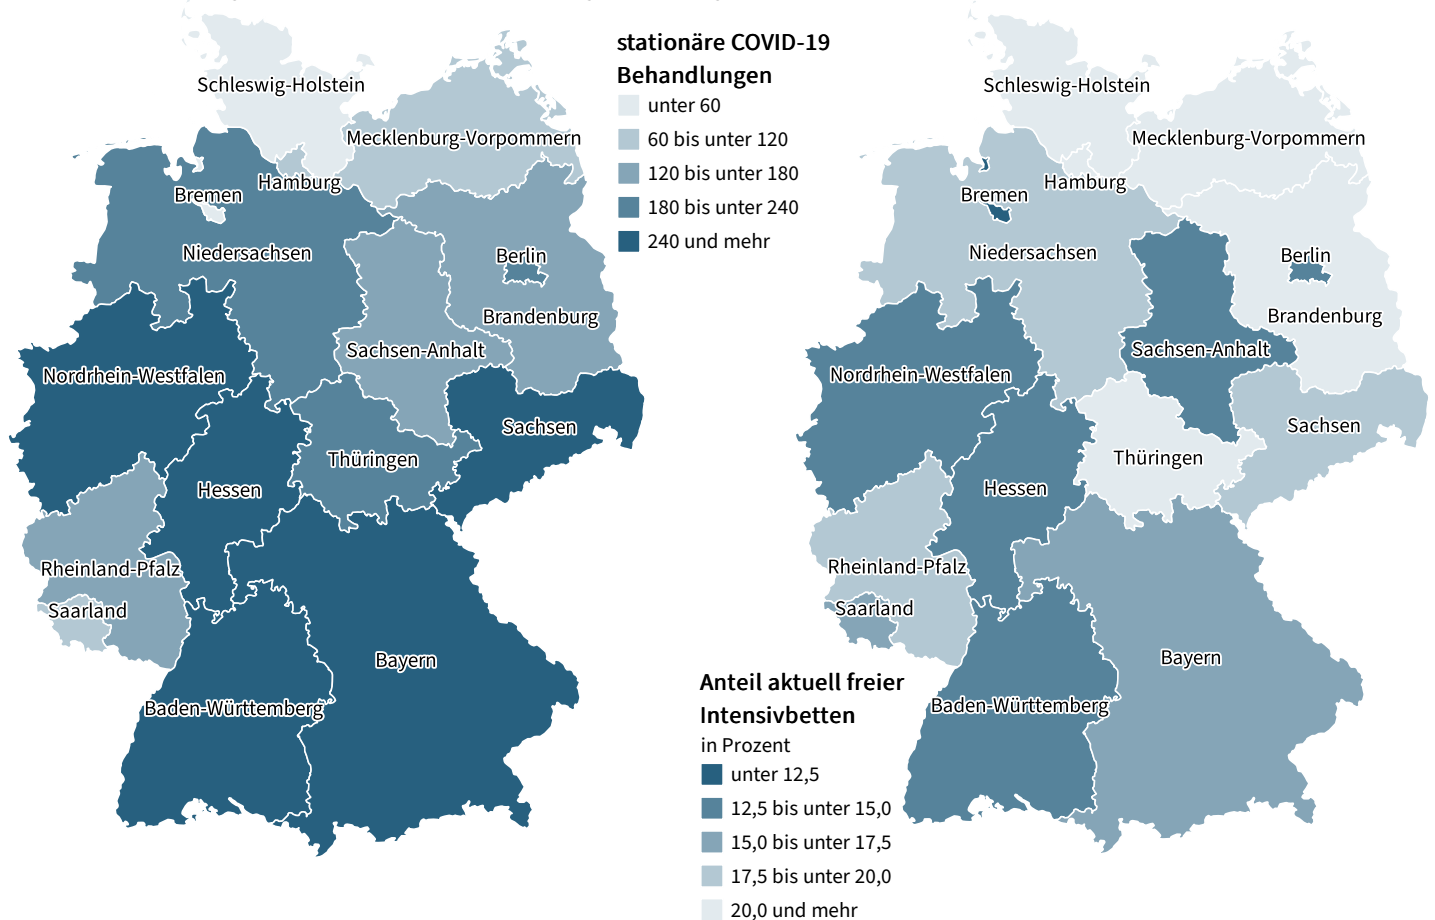 stationäre COVID-19
Behandlungen
unter 60
60 bis unter 120
120 bis unter 180
180 bis unter 240
240 und mehr
Schleswig-Holstein
Mecklenburg-Vorpommern
Hamburg
Bremen
Niedersachsen
Berlin
Brandenburg
Sachsen-Anhalt
Nordrhein-Westfalen
Sachsen
Thüringen
Hessen
Rheinland-Pfalz
Saarland
Bayern
Baden-Württemberg
Schleswig-Holstein
Mecklenburg-Vorpommern
Hamburg
Bremen
Niedersachsen
Berlin
Brandenburg
Sachsen-Anhalt
Nordrhein-Westfalen
Sachsen
Thüringen
Hessen
Rheinland-Pfalz
Saarland
Bayern
Baden-Württemberg
Anteil aktuell freier
Intensivbetten
in Prozent
unter 12,5
12,5 bis unter 15,0
15,0 bis unter 17,5
17,5 bis unter 20,0
20,0 und mehr